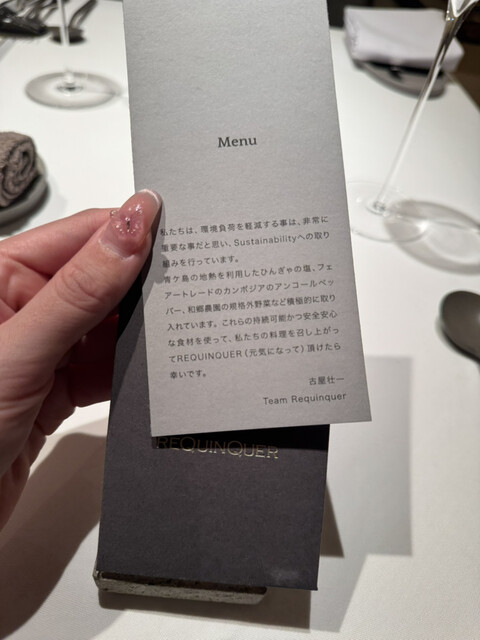 Menu
私たちは、環境負荷を軽減する事は、非常に
重要な事だと思い、Sustainabilityへの取り
組みを行っています。
青ケ島の地熱を利用したひんぎゃの塩、フェ
アートレードのカンボジアのアンコールペッ
パー、和郷農園の規格外野菜など積極的に取り
入れています。これらの持続可能かつ安全安心
な食材を使って、私たちの料理を召し上がっ
てREQUINQUER(元気になって)頂けたら
幸いです。
古屋壮一
Team Requinquer
REQUINQUER